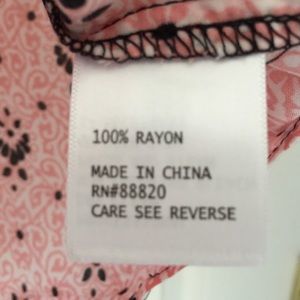 100% RAYON
MADE IN CHINA
RN#88820
CARE SEE REVERSE